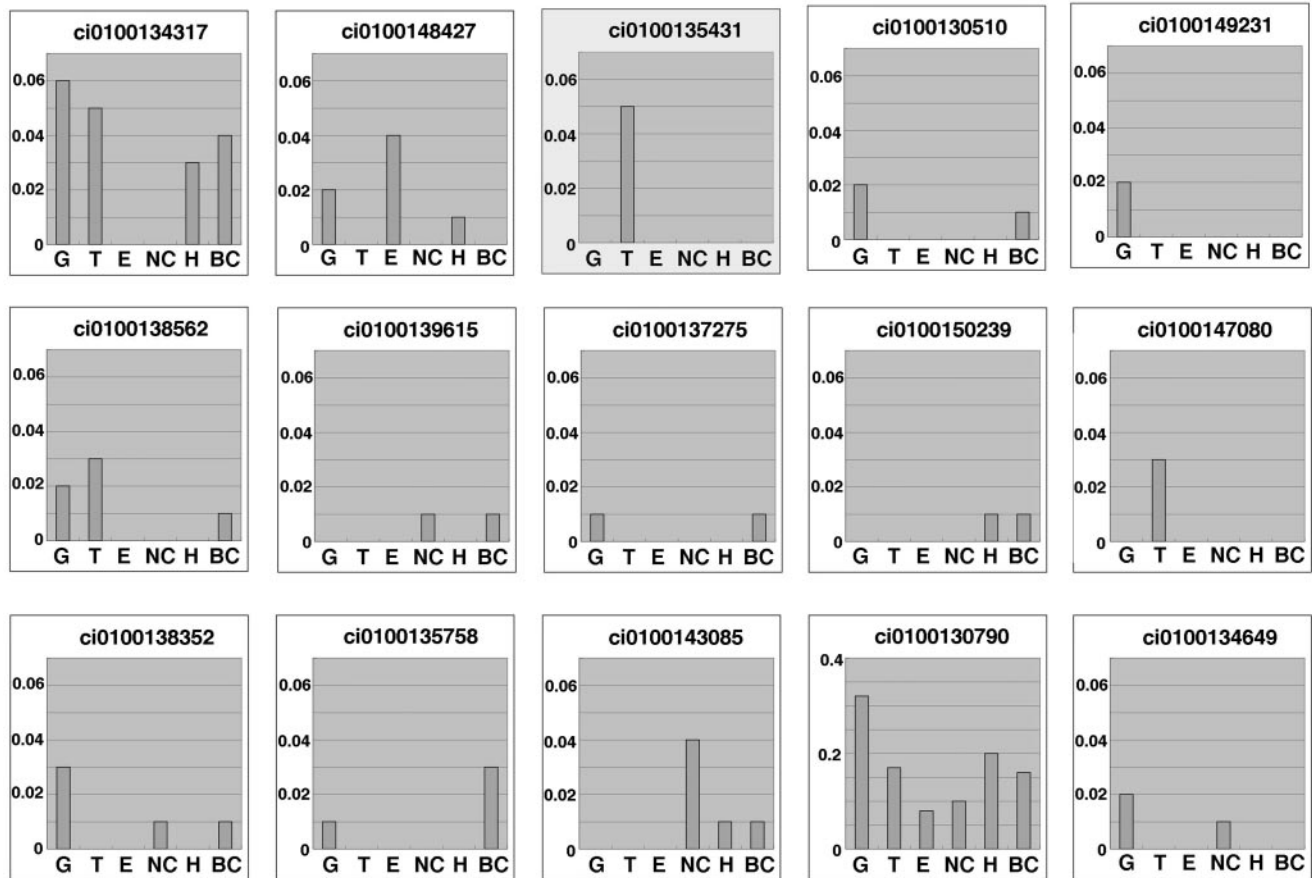 ci0100134317
0.06
0.04
0.02
0
G T E NC H BC
ci0100148427
0.06
0.04
0.02
0
G T E NC H BC
ci0100135431
0.06
0.04
0.02
0
G T E NC H BC
ci0100130510
0.06
0.04
0.02
0
G T E NC H BC
ci0100149231
0.06
0.04
0.02
0
G T E NC H BC
ci0100138562
0.06
0.04
0.02
0
G T E NC H BC
ci0100139615
0.06
0.04
0.02
0
G T E NC H BC
ci0100137275
0.06
0.04
0.02
0
G T E NC H BC
ci0100150239
0.06
0.04
0.02
0
G T E NC H BC
ci0100147080
0.06
0.04
0.02
0
G T E NC H BC
ci0100138352
0.06
0.04
0.02
0
G T E NC H BC
ci0100135758
0.06
0.04
0.02
0
G T E NC H BC
ci0100143085
0.06
0.04
0.02
0
G T E NC H BC
ci0100130790
0.4
0.2
0
G T E NC H BC
ci0100134649
0.06
0.04
0.02
0
G T E NC H BC